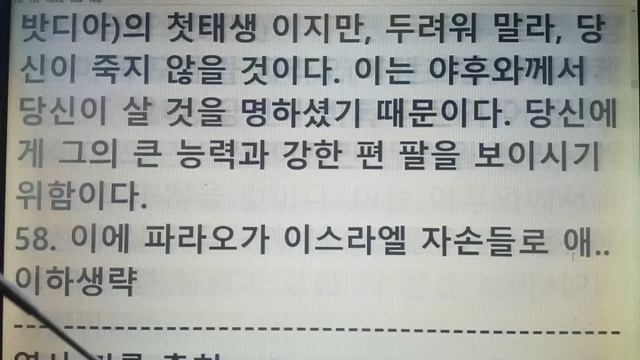 밧디아)의 첫태생 이지만, 두려워 말라, 당
신이 죽지 않을 것이다. 이는 야후와께서
당신이 살 것을 명하셨기 때문이다. 당신에
게 그의 큰 능력과 강한 편 팔을 보이시기
위함이다.
58. 이에 파라오가 이스라엘 자손들로 애..
이하생략